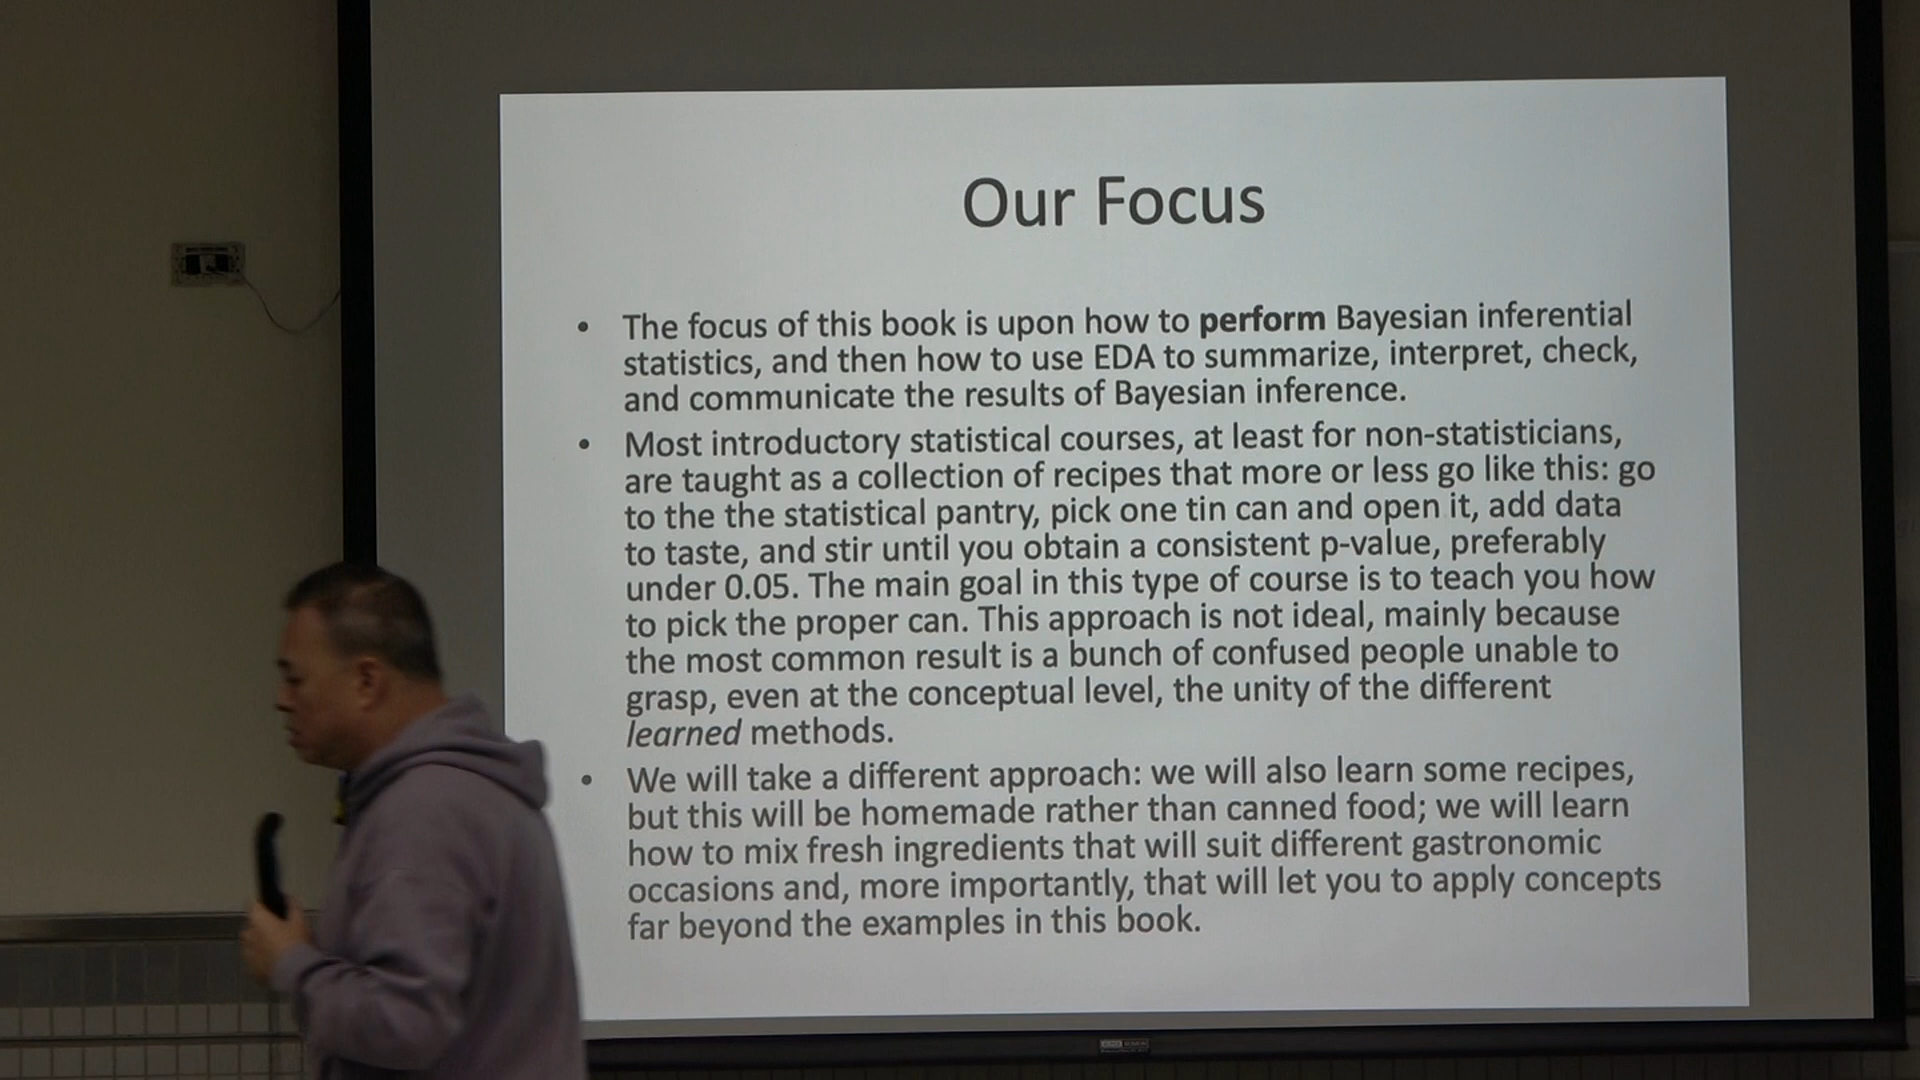 Our Focus
• The focus of this book is upon how to perform Bayesian inferential
statistics, and then how to use EDA to summarize, interpret, check,
and communicate the results of Bayesian inference.
• Most introductory statistical courses, at least for non-statisticians,
are taught as a collection of recipes that more or less go like this: go
to the the statistical pantry, pick one tin can and open it, add data
to taste, and stir until you obtain a consistent p-value, preferably
under 0.05. The main goal in this type of course is to teach you how
to pick the proper can. This approach is not ideal, mainly because
the most common result is a bunch of confused people unable to
grasp, even at the conceptual level, the unity of the different
learned methods.
• We will take a different approach: we will also learn some recipes,
but this will be homemade rather than canned food; we will learn
how to mix fresh ingredients that will suit different gastronomic
occasions and, more importantly, that will let you to apply concepts
far beyond the examples in this book.